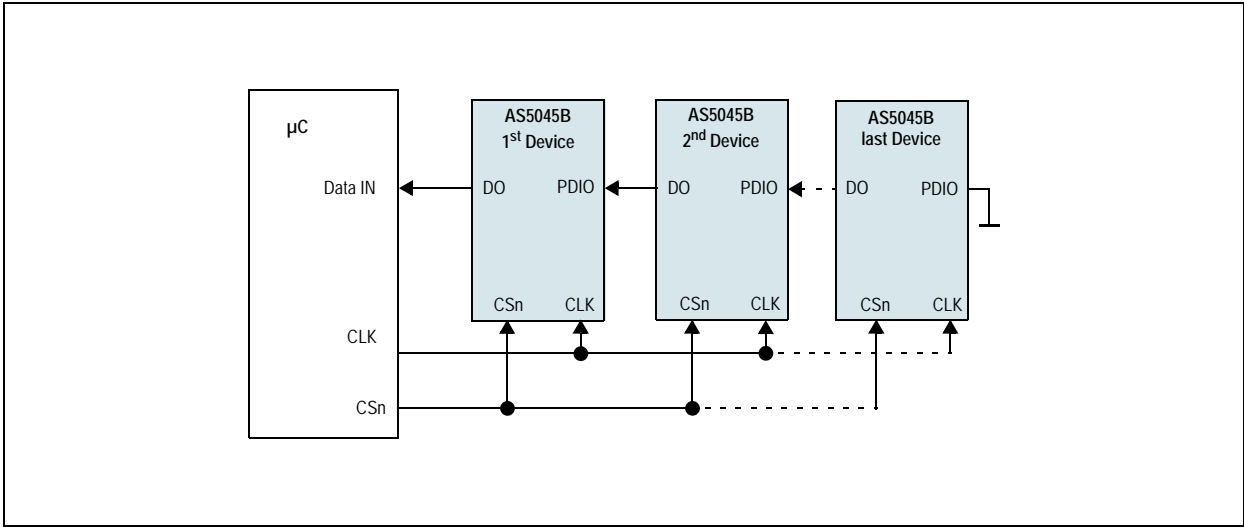 µC
AS5045B
1st Device
AS5045B
2nd Device
AS5045B
last Device
Data IN
DO
PDIO
DO
PDIO
DO
PDIO
CSn
CLK
CSn
CLK
CSn
CLK
CLK
CSn